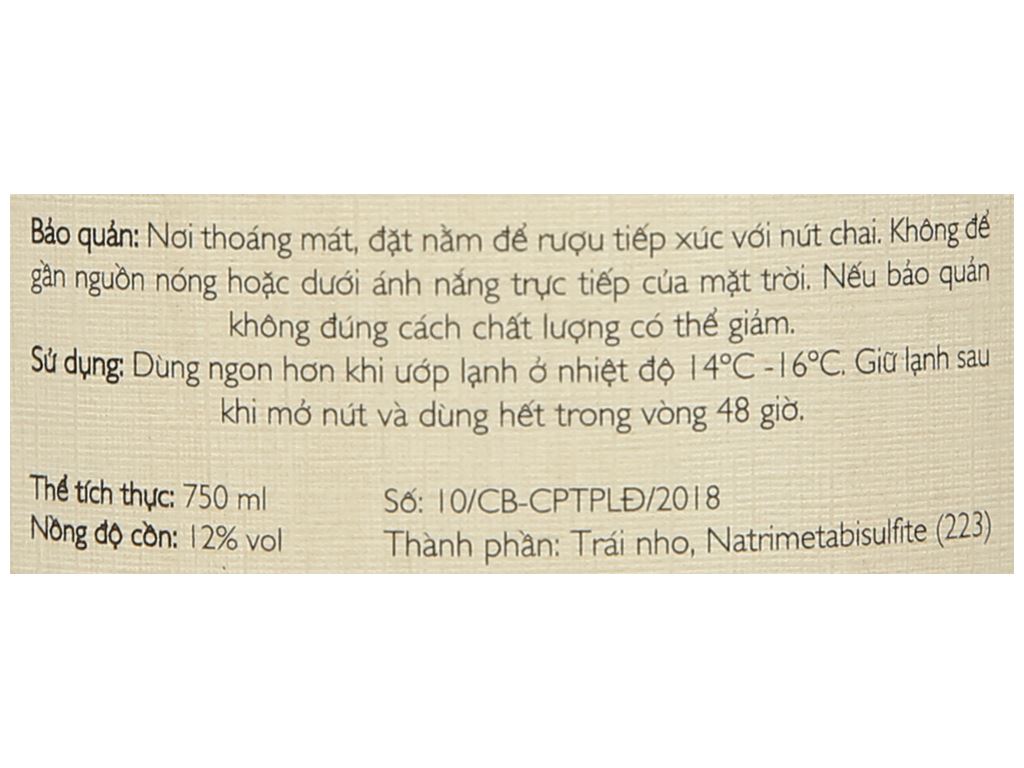 Bảo quản: Nơi thoáng mát, đặt nằm để rượu tiếp xúc với nút chai. Không để
gần nguồn nóng hoặc dưới ánh nắng trực tiếp của mặt trời. Nếu bảo quản
không đúng cách chất lượng có thể giảm.
Sử dụng: Dùng ngon hơn khi ướp lạnh ở nhiệt độ 14°C -16°C. Giữ lạnh sau
khi mở nút và dùng hết trong vòng 48 giờ.
Thể tích thực: 750 ml
Số: 10/CB-CPTPLĐ/2018
Nồng độ cồn: 12% vol
Thành phần: Trái nho, Natrimetabisulfite (223)